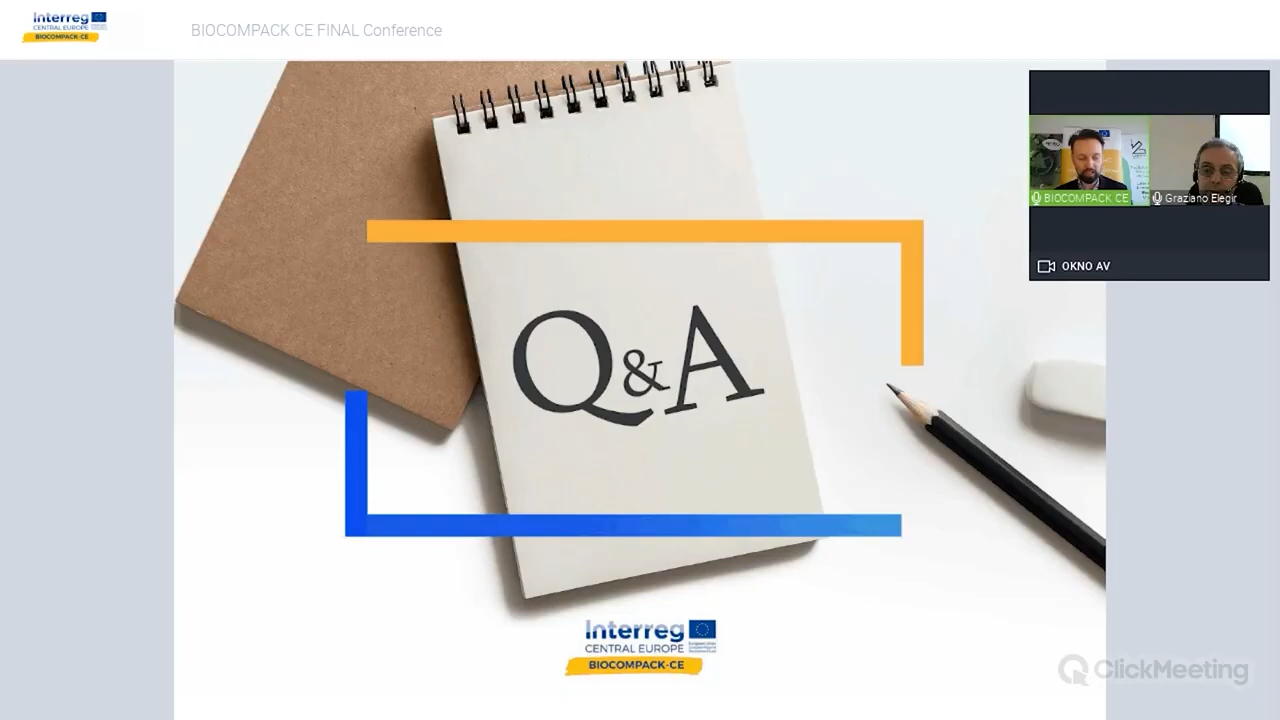 Interreg
CENTRAL EUROPE
BIOCOMPACK-CE
BIOCOMPACK CE FINAL Conference
BIOCOMPACK CE
Graziano Elegir
OKNO AV
Q&A
Interreg
CENTRAL EUROPE
BIOCOMPACK-CE
ClickMeeting